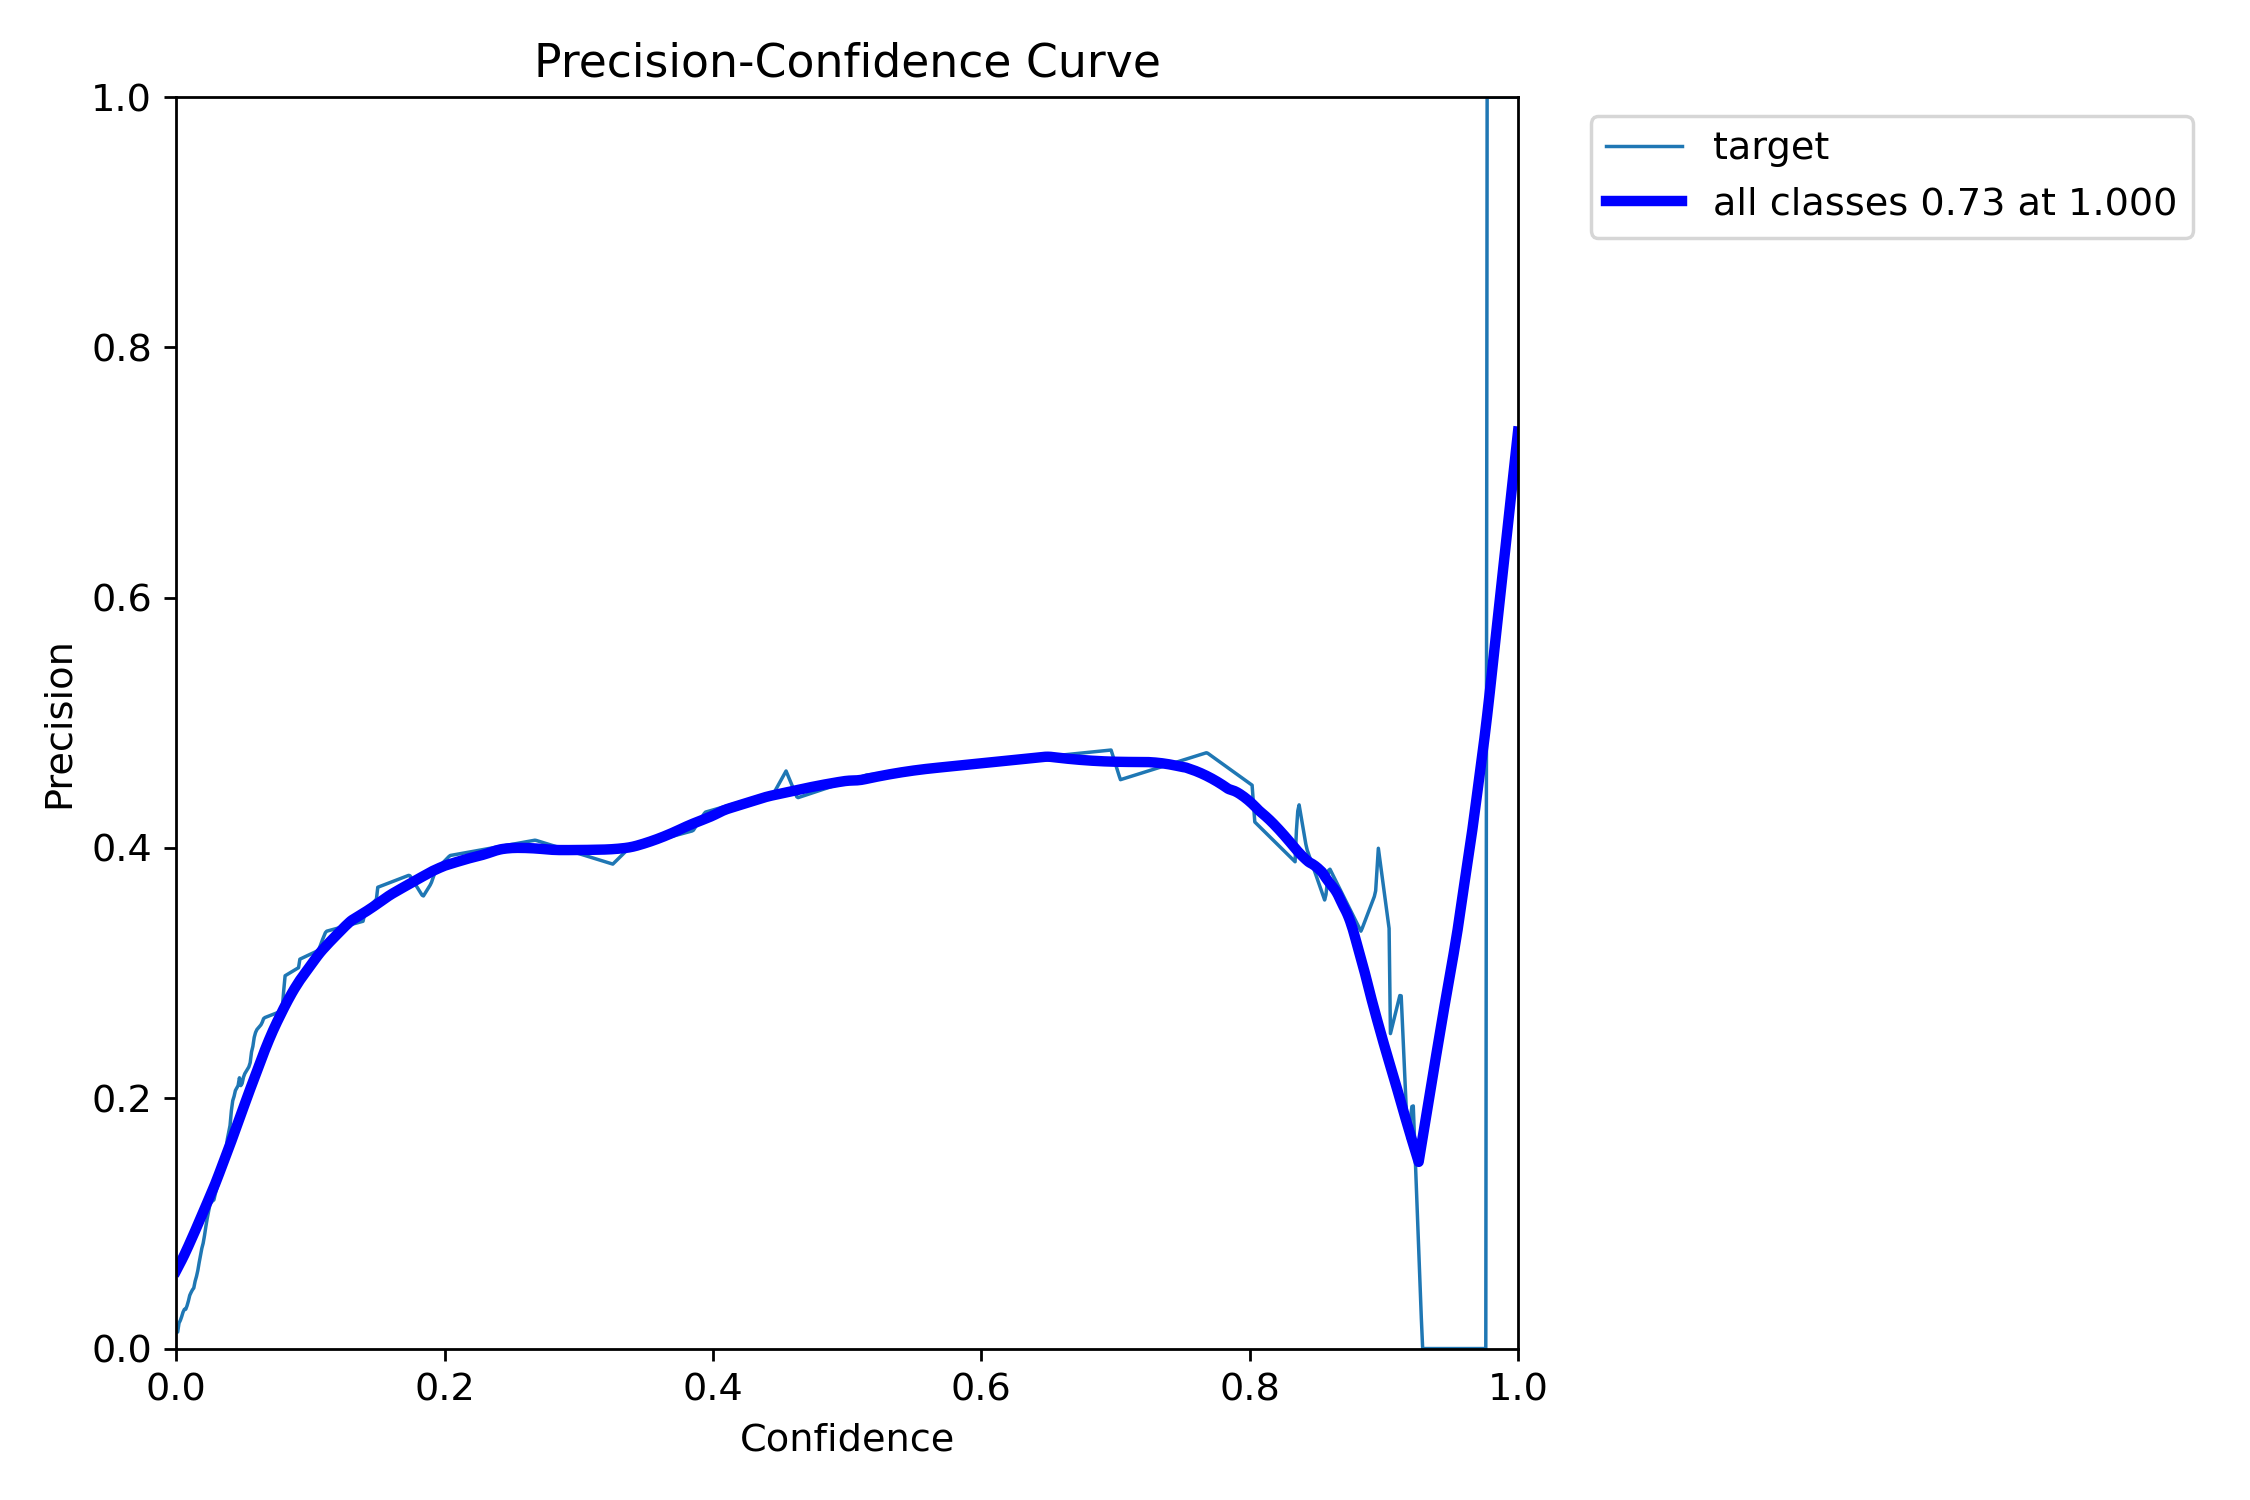 Precision-Confidence Curve
target
all classes 0.73 at 1.000
1.0
0.8
0.6
0.4
0.2
0.0
Precision
0.0 0.2 0.4 0.6 0.8 1.0
Confidence